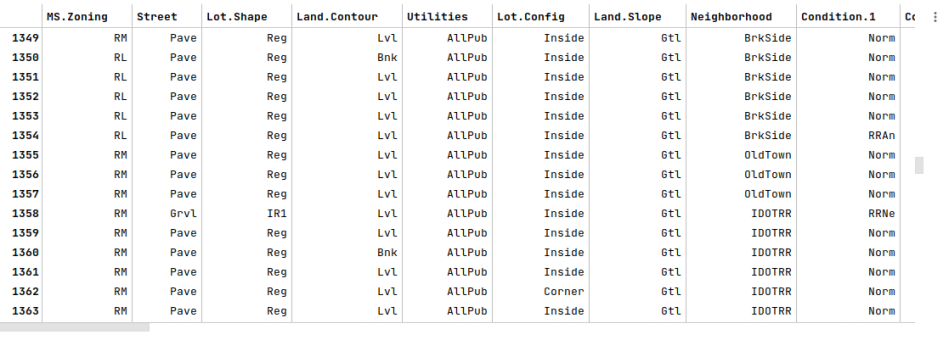 MS.Zoning Street Lot.Shape Land.Contour Utilities Lot.Config Land.Slope Neighborhood Condition.1
1349 RM Pave Reg Lvl AllPub Inside Gtl BrkSide Norm
1350 RL Pave Reg Bnk AllPub Inside Gtl BrkSide Norm
1351 RL Pave Reg Lvl AllPub Inside Gtl BrkSide Norm
1352 RL Pave Reg Lvl AllPub Inside Gtl BrkSide Norm
1353 RL Pave Reg Lvl AllPub Inside Gtl BrkSide Norm
1354 RL Pave Reg Lvl AllPub Inside Gtl BrkSide RRAn
1355 RM Pave Reg Lvl AllPub Inside Gtl OldTown Norm
1356 RM Pave Reg Lvl AllPub Inside Gtl OldTown Norm
1357 RM Pave Reg Lvl AllPub Inside Gtl OldTown Norm
1358 RM Grvl IR1 Lvl AllPub Inside Gtl IDOTRR RRNe
1359 RM Pave Reg Lvl AllPub Inside Gtl IDOTRR Norm
1360 RM Pave Reg Bnk AllPub Inside Gtl IDOTRR Norm
1361 RM Pave Reg Lvl AllPub Inside Gtl IDOTRR Norm
1362 RM Pave Reg Lvl AllPub Corner Gtl IDOTRR Norm
1363 RM Pave Reg Lvl AllPub Inside Gtl IDOTRR Norm